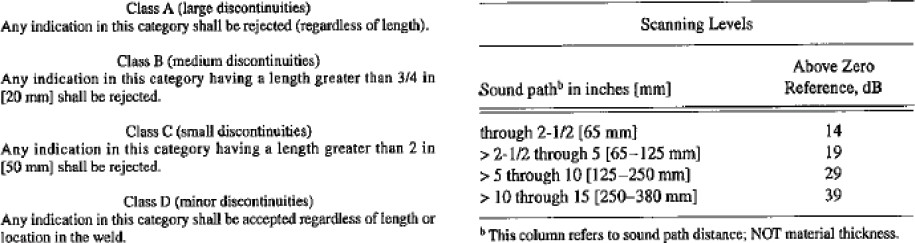 Class A (large discontinuities)
Any indication in this category shall be rejected (regardless of length).
Class B (medium discontinuities)
Any indication in this category having a length greater than 3/4 in
[20 mm] shall be rejected.
Class C (small discontinuities)
Any indication in this category having a length greater than 2 in
[50 mm] shall be rejected.
Class D (minor discontinuities)
Any indication in this category shall be accepted regardless of length or
location in the weld.
Scanning Levels
Above Zero
Sound pathᵇ in inches [mm] Reference, dB
through 2-1/2 [65 mm] 14
> 2-1/2 through 5 [65–125 mm] 19
> 5 through 10 [125–250 mm] 29
> 10 through 15 [250–380 mm] 39
ᵇ This column refers to sound path distance; NOT material thickness.